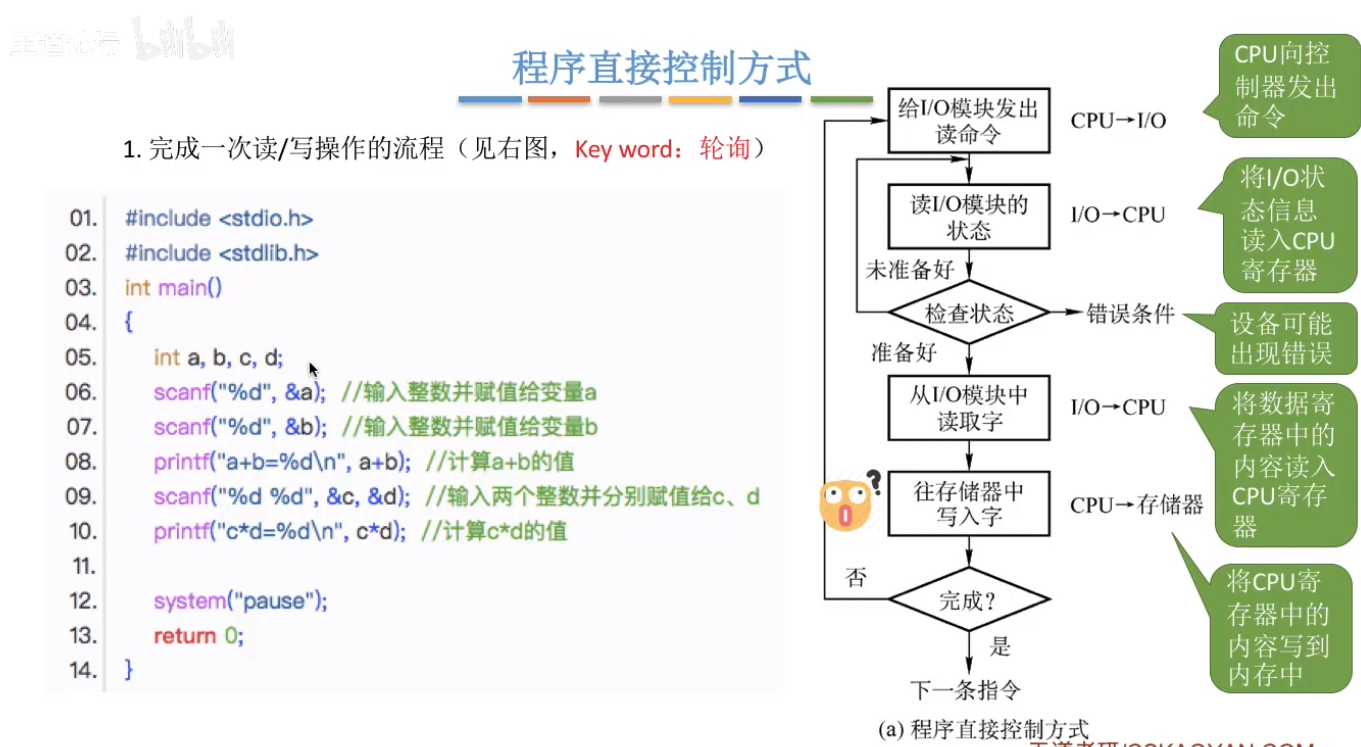 王道论坛 bilibili
程序直接控制方式
1. 完成一次读/写操作的流程（见右图，Key word：轮询）
01. #include <stdio.h>
02. #include <stdlib.h>
03. int main()
04. {
05. int a, b, c, d;
06. scanf("%d", &a); //输入整数并赋值给变量a
07. scanf("%d", &b); //输入整数并赋值给变量b
08. printf("a+b=%d\n", a+b); //计算a+b的值
09. scanf("%d %d", &c, &d); //输入两个整数并分别赋值给c、d
10. printf("c*d=%d\n", c*d); //计算c*d的值
11.
12. system("pause");
13. return 0;
14. }
给I/O模块发出
读命令
CPU→I/O
读I/O模块的
状态
I/O→CPU
未准备好
检查状态
错误条件
准备好
从I/O模块中
读取字
I/O→CPU
往存储器中
写入字
CPU→存储器
否
完成？
是
下一条指令
(a) 程序直接控制方式
CPU向控
制器发出
命令
将I/O状
态信息
读入CPU
寄存器
设备可能
出现错误
将数据寄
存器中的
内容读入
CPU寄存
器
将CPU寄
存器中的
内容写到
内存中
王道考研/CSKAOYAN.COM